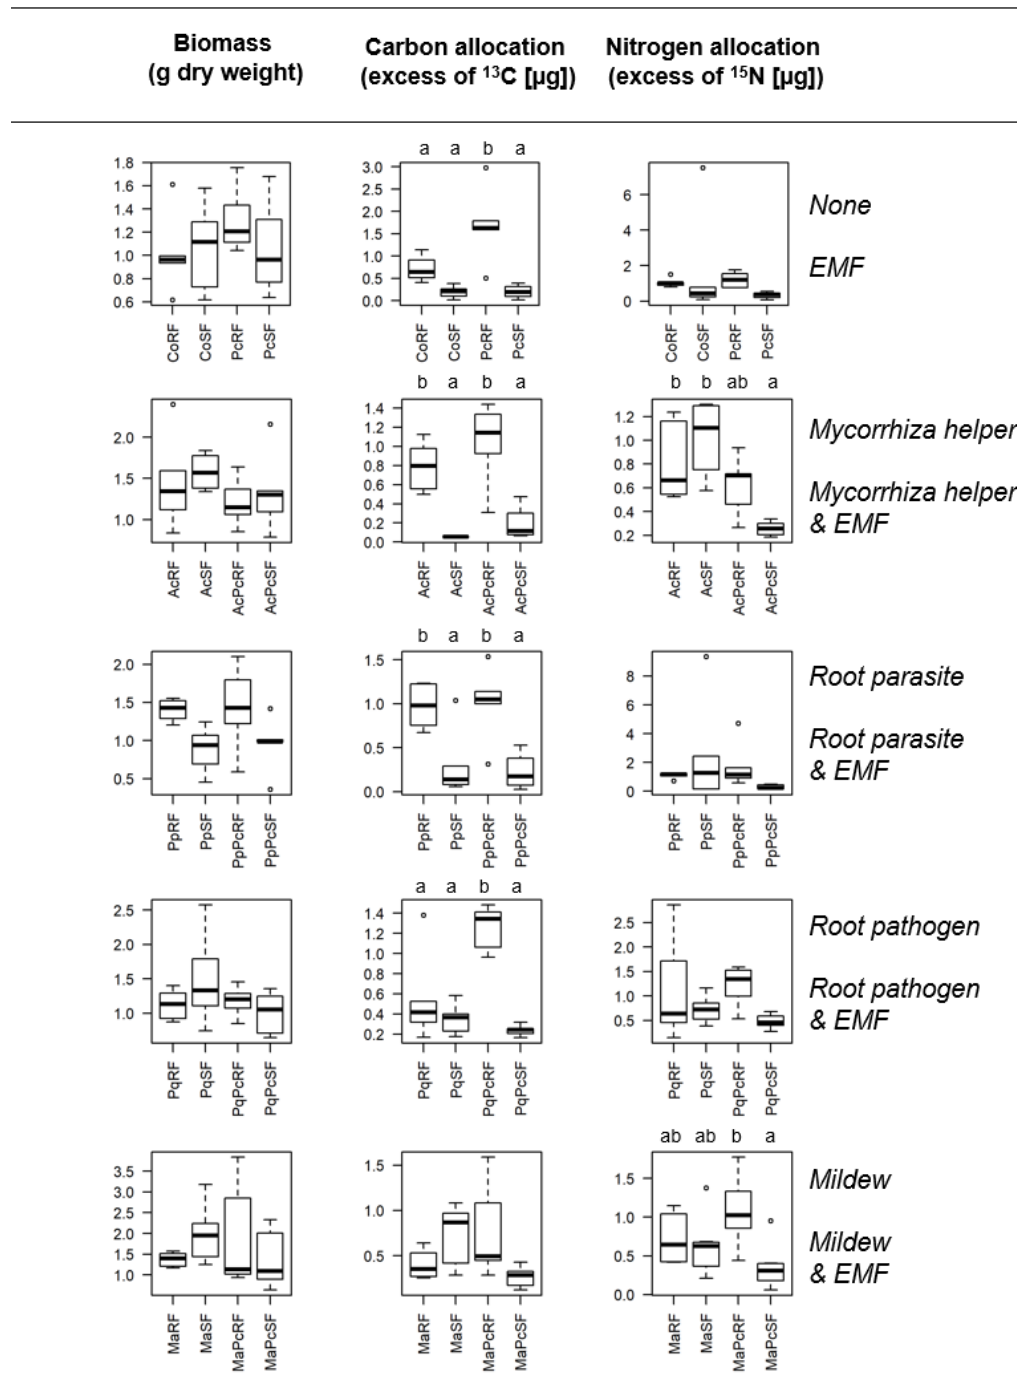 Biomass
(g dry weight)
Carbon allocation
(excess of ¹³C [µg])
Nitrogen allocation
(excess of ¹⁵N [µg])
a a b a
1.8
1.6
1.4
1.2
1.0
0.8
0.6
CoRF CoSF PcRF PcSF
3.0
2.5
2.0
1.5
1.0
0.5
0.0
CoRF CoSF PcRF PcSF
6
4
2
0
CoRF CoSF PcRF PcSF
None
EMF
b a b a
b b ab a
2.0
1.5
1.0
AcRF AcSF AcPcRF AcPcSF
1.4
1.2
1.0
0.8
0.6
0.4
0.2
0.0
AcRF AcSF AcPcRF AcPcSF
1.2
1.0
0.8
0.6
0.4
0.2
AcRF AcSF AcPcRF AcPcSF
Mycorrhiza helper
Mycorrhiza helper
& EMF
b a b a
2.0
1.5
1.0
0.5
PpRF PpSF PpPcRF PpPcSF
1.5
1.0
0.5
0.0
PpRF PpSF PpPcRF PpPcSF
8
6
4
2
0
PpRF PpSF PpPcRF PpPcSF
Root parasite
Root parasite
& EMF
a a b a
2.5
2.0
1.5
1.0
PqRF PqSF PqPcRF PqPcSF
1.4
1.2
1.0
0.8
0.6
0.4
0.2
PqRF PqSF PqPcRF PqPcSF
2.5
2.0
1.5
1.0
0.5
PqRF PqSF PqPcRF PqPcSF
Root pathogen
Root pathogen
& EMF
ab ab b a
3.5
3.0
2.5
2.0
1.5
1.0
MaRF MaSF MaPcRF MaPcSF
1.5
1.0
0.5
MaRF MaSF MaPcRF MaPcSF
1.5
1.0
0.5
0.0
MaRF MaSF MaPcRF MaPcSF
Mildew
Mildew
& EMF